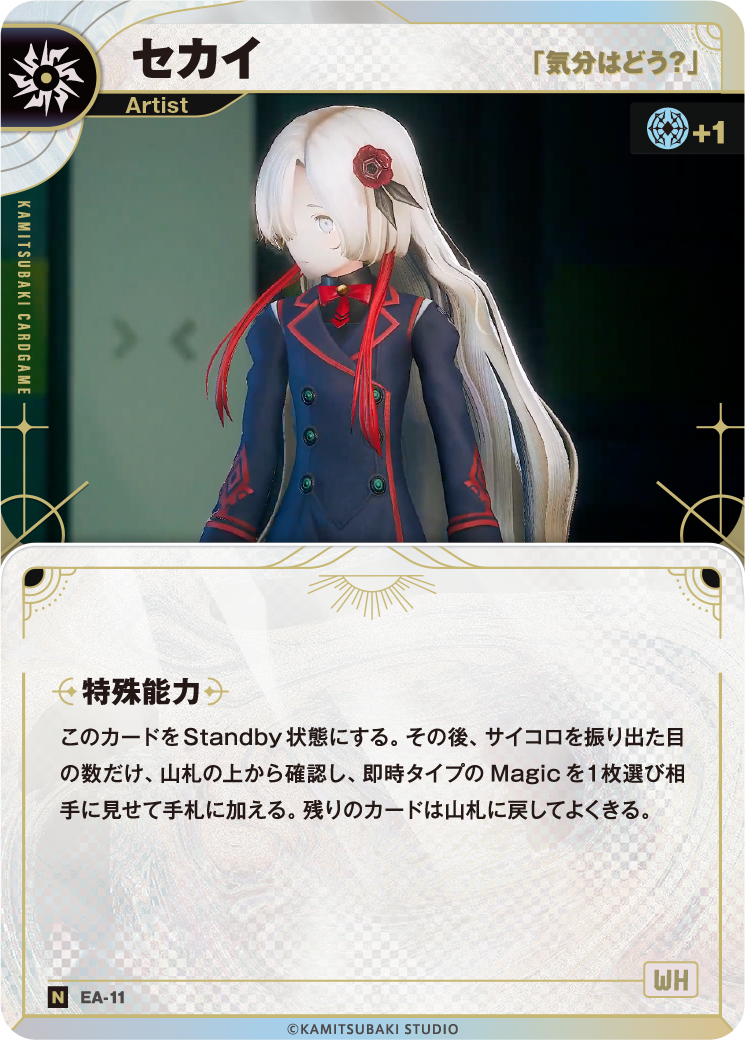 セカイ
「気分はどう?」
Artist
+1
KAMITSUBAKI CARDGAME
特殊能力
このカードをStandby状態にする。その後、サイコロを振り出た目
の数だけ、山札の上から確認し、即時タイプのMagicを1枚選び相
手に見せて手札に加える。残りのカードは山札に戻してよくきる。
WH
N EA-11
©KAMITSUBAKI STUDIO